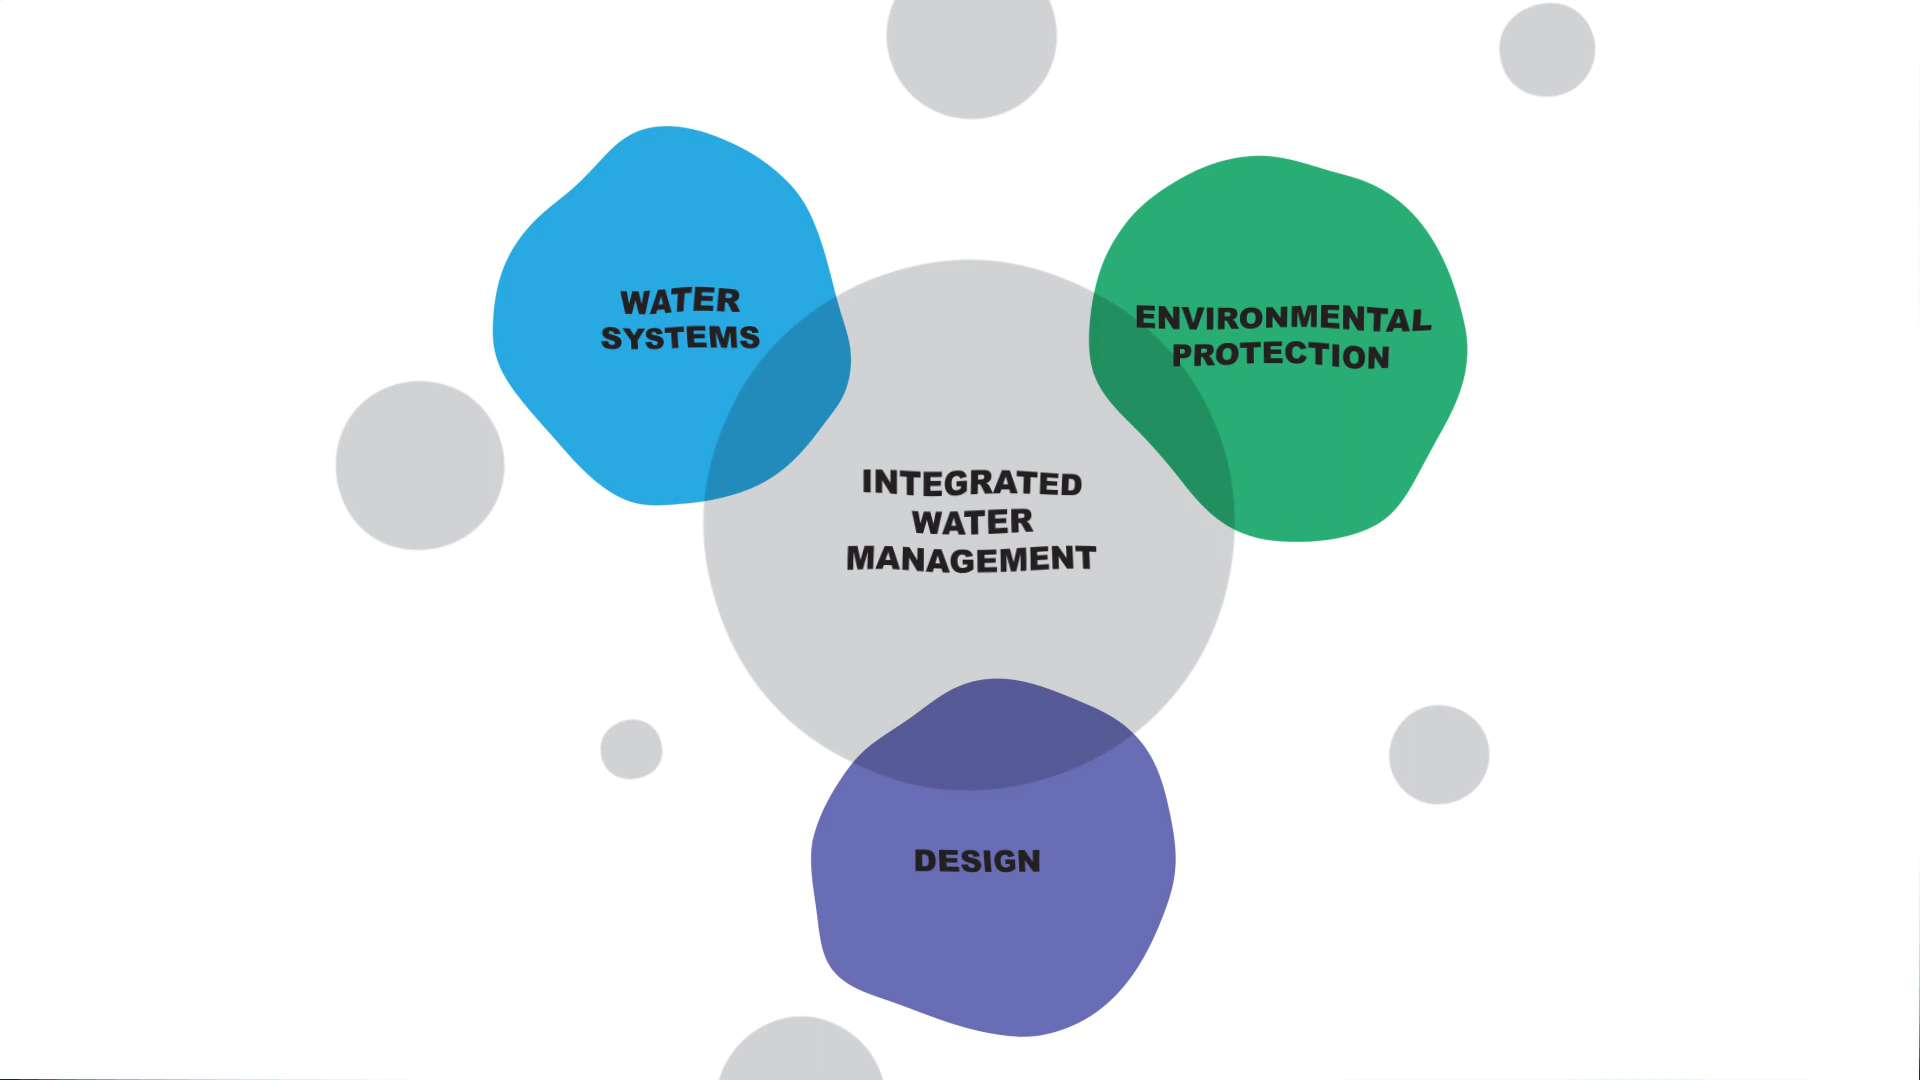 WATER
SYSTEMS
ENVIRONMENTAL
PROTECTION
INTEGRATED
WATER
MANAGEMENT
DESIGN